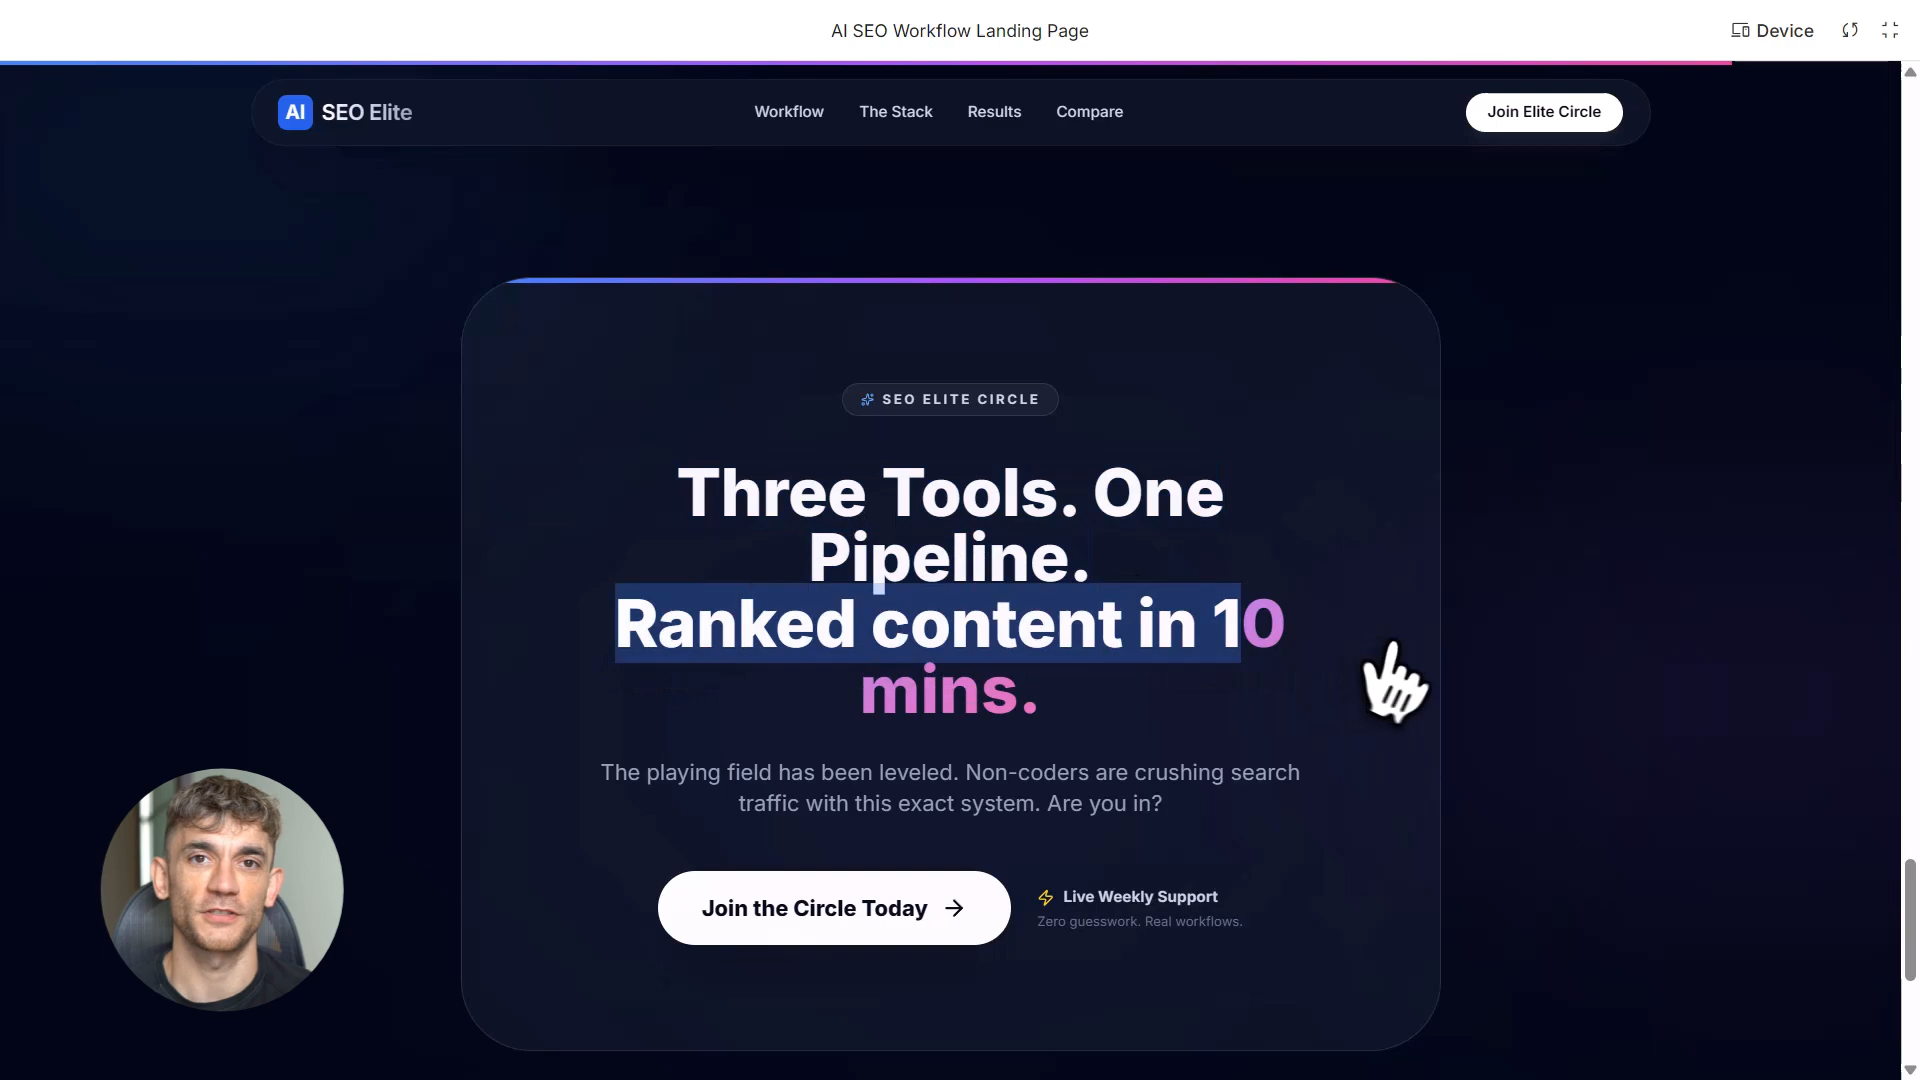 AI SEO Workflow Landing Page
Device
AI SEO Elite
Workflow
The Stack
Results
Compare
Join Elite Circle
SEO ELITE CIRCLE
Three Tools. One
Pipeline.
Ranked content in 10
mins.
The playing field has been leveled. Non-coders are crushing search
traffic with this exact system. Are you in?
Join the Circle Today
Live Weekly Support
Zero guesswork. Real workflows.